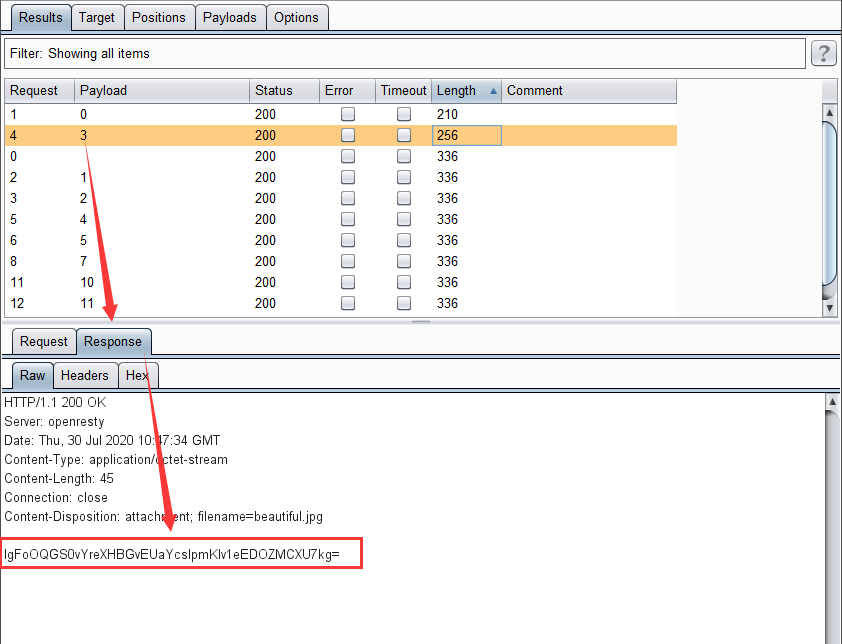 Results Target Positions Payloads Options
Filter: Showing all items ?
Request Payload Status Error Timeout Length Comment
1 0 200 210
4 3 200 256
0 200 336
2 1 200 336
3 2 200 336
5 4 200 336
6 5 200 336
8 7 200 336
11 10 200 336
12 11 200 336
Request Response
Raw Headers Hex
HTTP/1.1 200 OK
Server: openresty
Date: Thu, 30 Jul 2020 10:47:34 GMT
Content-Type: application/octet-stream
Content-Length: 45
Connection: close
Content-Disposition: attachment; filename=beautiful.jpg